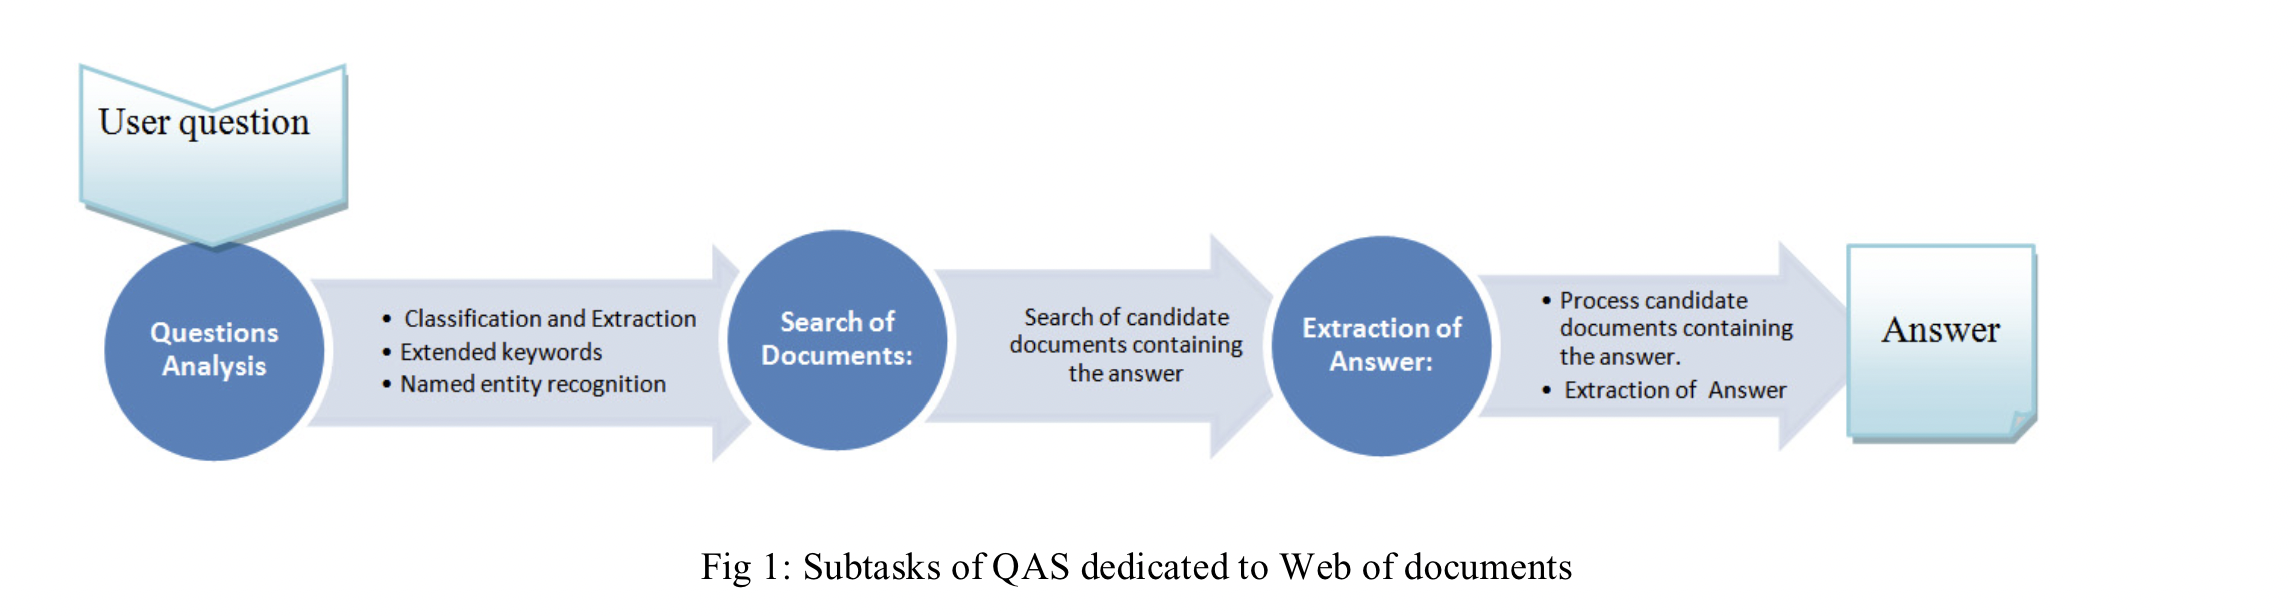 User question
Questions
Analysis
• Classification and Extraction
• Extended keywords
• Named entity recognition
Search of
Documents:
Search of candidate
documents containing
the answer
Extraction of
Answer:
• Process candidate
documents containing
the answer.
• Extraction of Answer
Answer
Fig 1: Subtasks of QAS dedicated to Web of documents